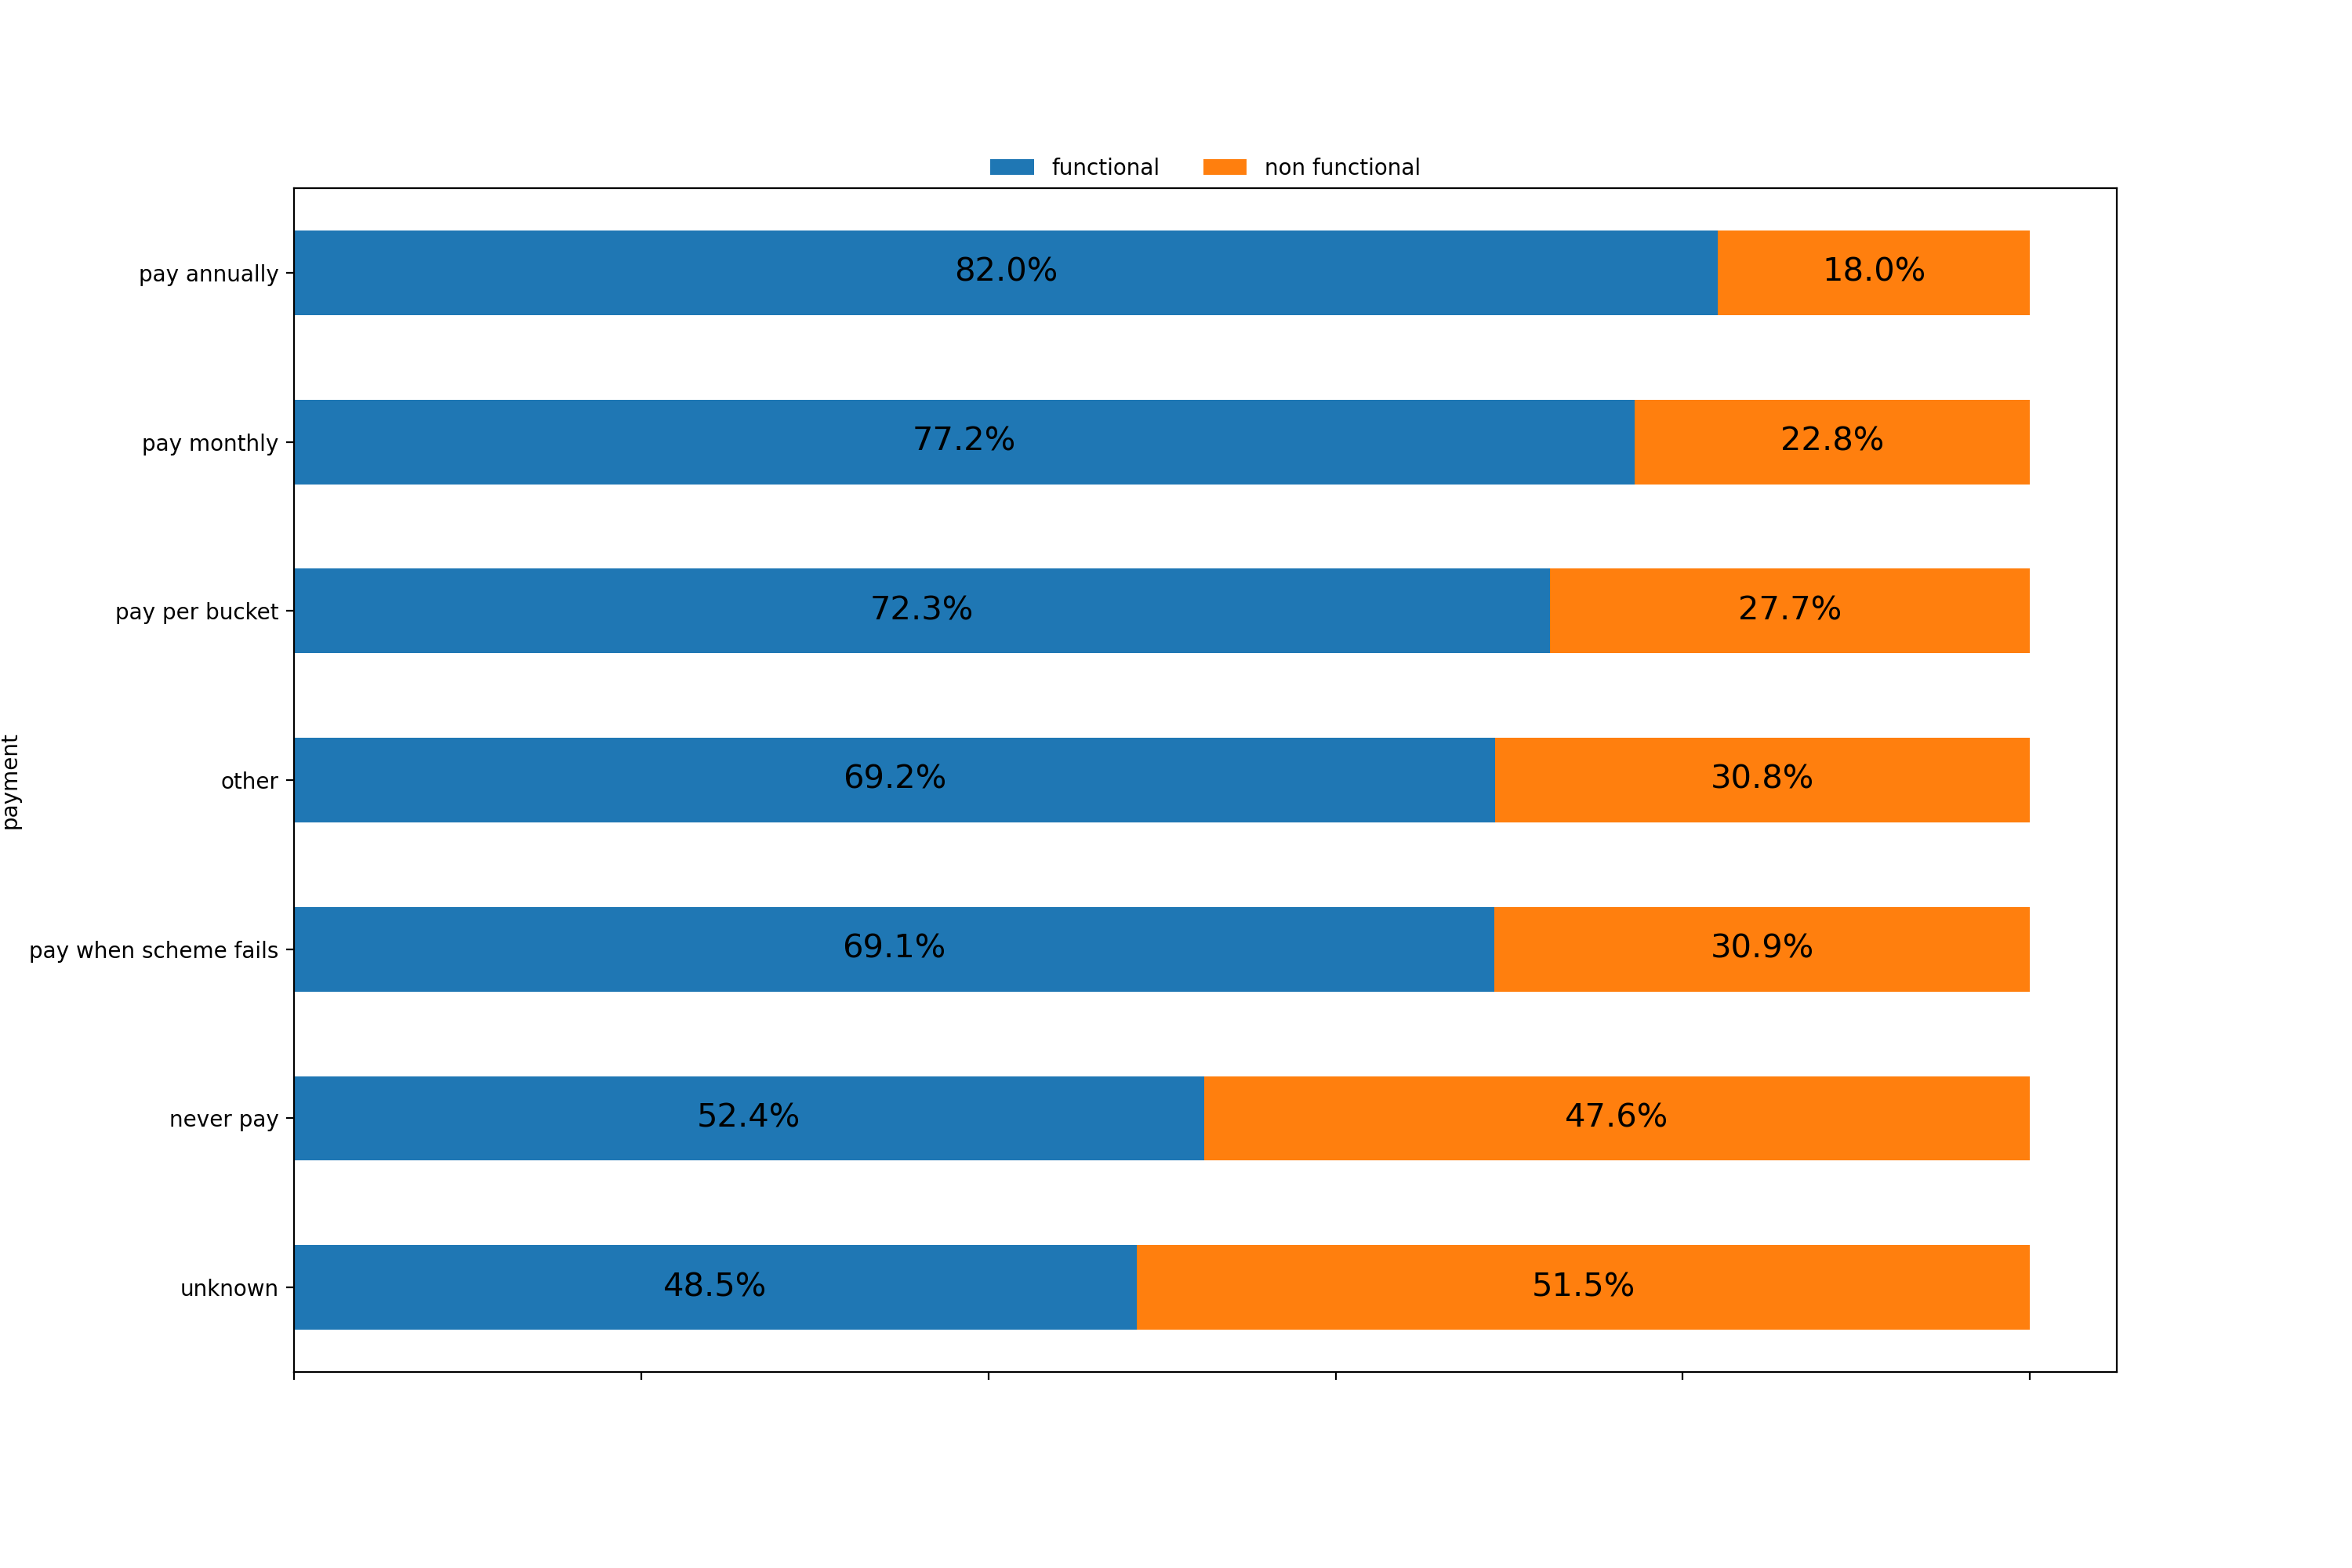 functional non functional
pay annually 82.0% 18.0%
pay monthly 77.2% 22.8%
pay per bucket 72.3% 27.7%
other 69.2% 30.8%
payment
pay when scheme fails 69.1% 30.9%
never pay 52.4% 47.6%
unknown 48.5% 51.5%